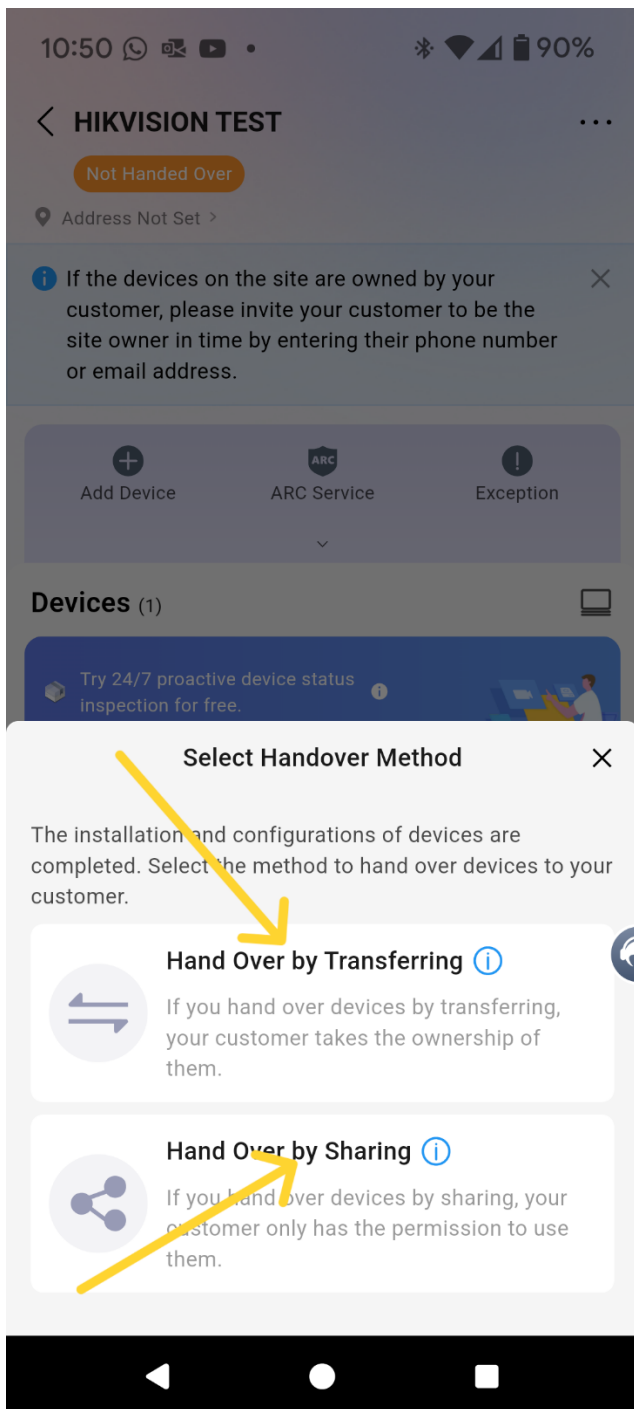 10:50 90%
HIKVISION TEST
Not Handed Over
Address Not Set >
If the devices on the site are owned by your
customer, please invite your customer to be the
site owner in time by entering their phone number
or email address.
ARC
Add Device ARC Service Exception
Devices (1)
Try 24/7 proactive device status
inspection for free.
Select Handover Method
The installation and configurations of devices are
completed. Select the method to hand over devices to your
customer.
Hand Over by Transferring
If you hand over devices by transferring,
your customer takes the ownership of
them.
Hand Over by Sharing
If you hand over devices by sharing, your
customer only has the permission to use
them.